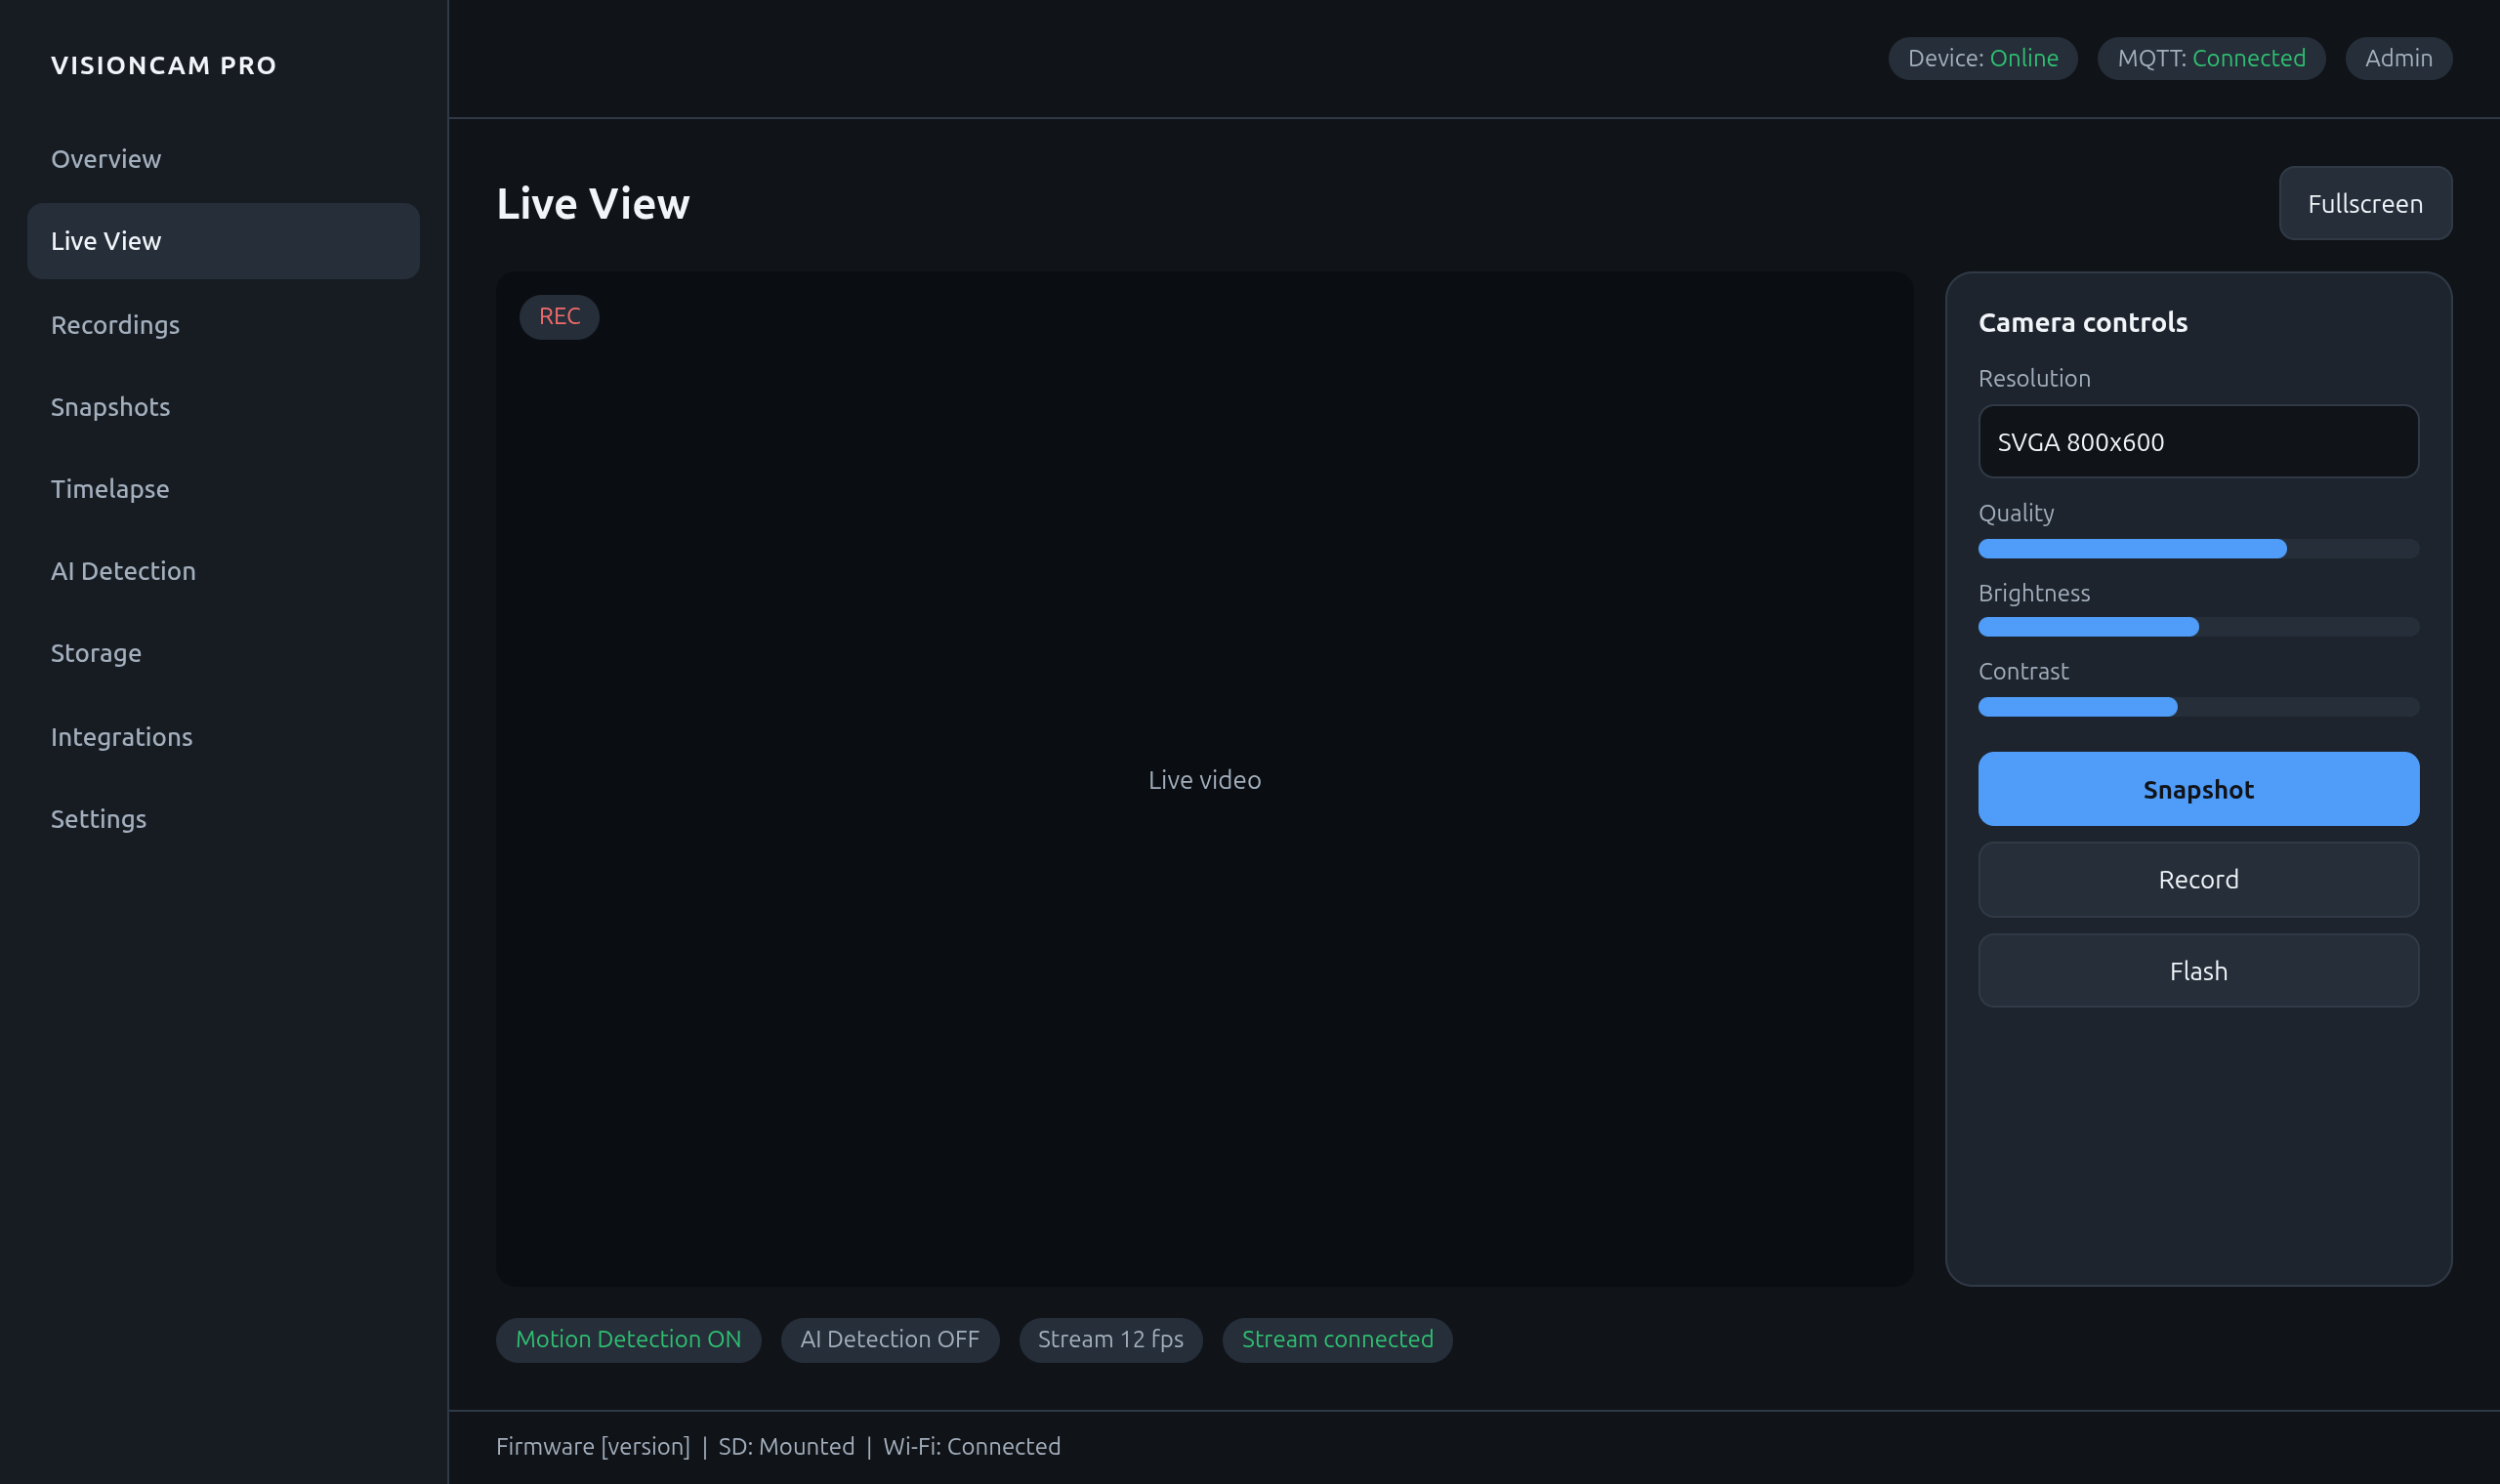 VISIONCAM PRO
Overview
Live View
Recordings
Snapshots
Timelapse
AI Detection
Storage
Integrations
Settings
Device: Online MQTT: Connected Admin
Live View Fullscreen
REC
Live video
Camera controls
Resolution
SVGA 800x600
Quality
Brightness
Contrast
Snapshot
Record
Flash
Motion Detection ON AI Detection OFF Stream 12 fps Stream connected
Firmware [version] | SD: Mounted | Wi-Fi: Connected